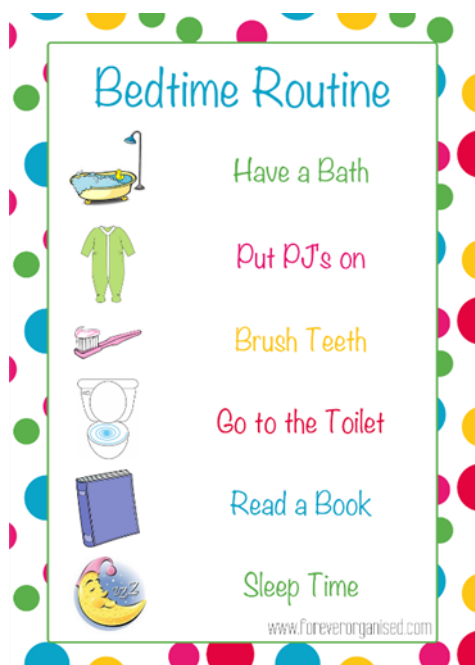 Bedtime Routine
Have a Bath
Put PJ's on
Brush Teeth
Go to the Toilet
Read a Book
Sleep Time
www.foreverorganised.com